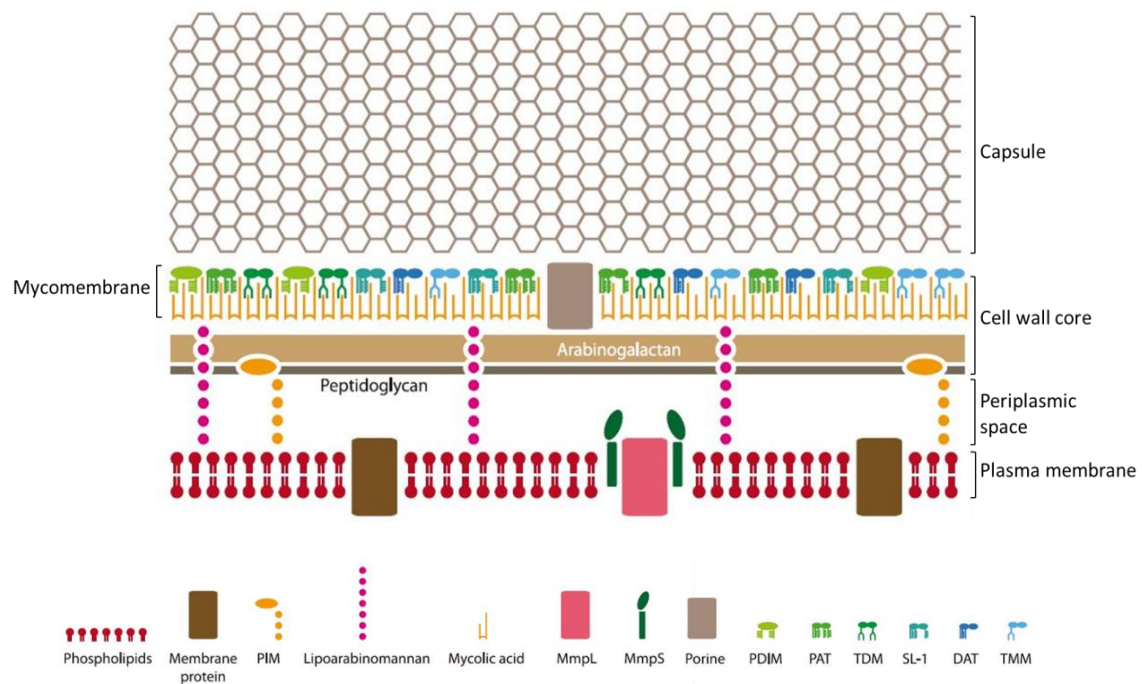 Capsule
Mycomembrane
Cell wall core
Arabinogalactan
Peptidoglycan
Periplasmic
space
Plasma membrane
Phospholipids
Membrane
protein
PIM
Lipoarabinomannan
Mycolic acid
MmpL
MmpS
Porine
PDIM
PAT
TDM
SL-1
DAT
TMM